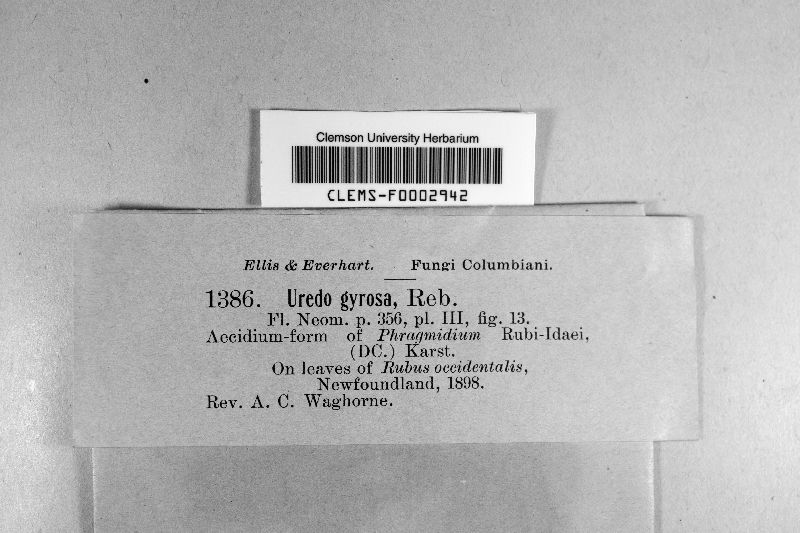 Clemson University Herbarium
CLEMS-F0002942
Ellis & Everhart. Fungi Columbiani.
1386. Uredo gyrosa, Reb.
Fl. Neom. p. 356, pl. III, fig. 13.
Aecidium-form of Phragmidium Rubi-Idaei,
(DC.) Karst.
On leaves of Rubus occidentalis,
Newfoundland, 1898.
Rev. A. C. Waghorne.